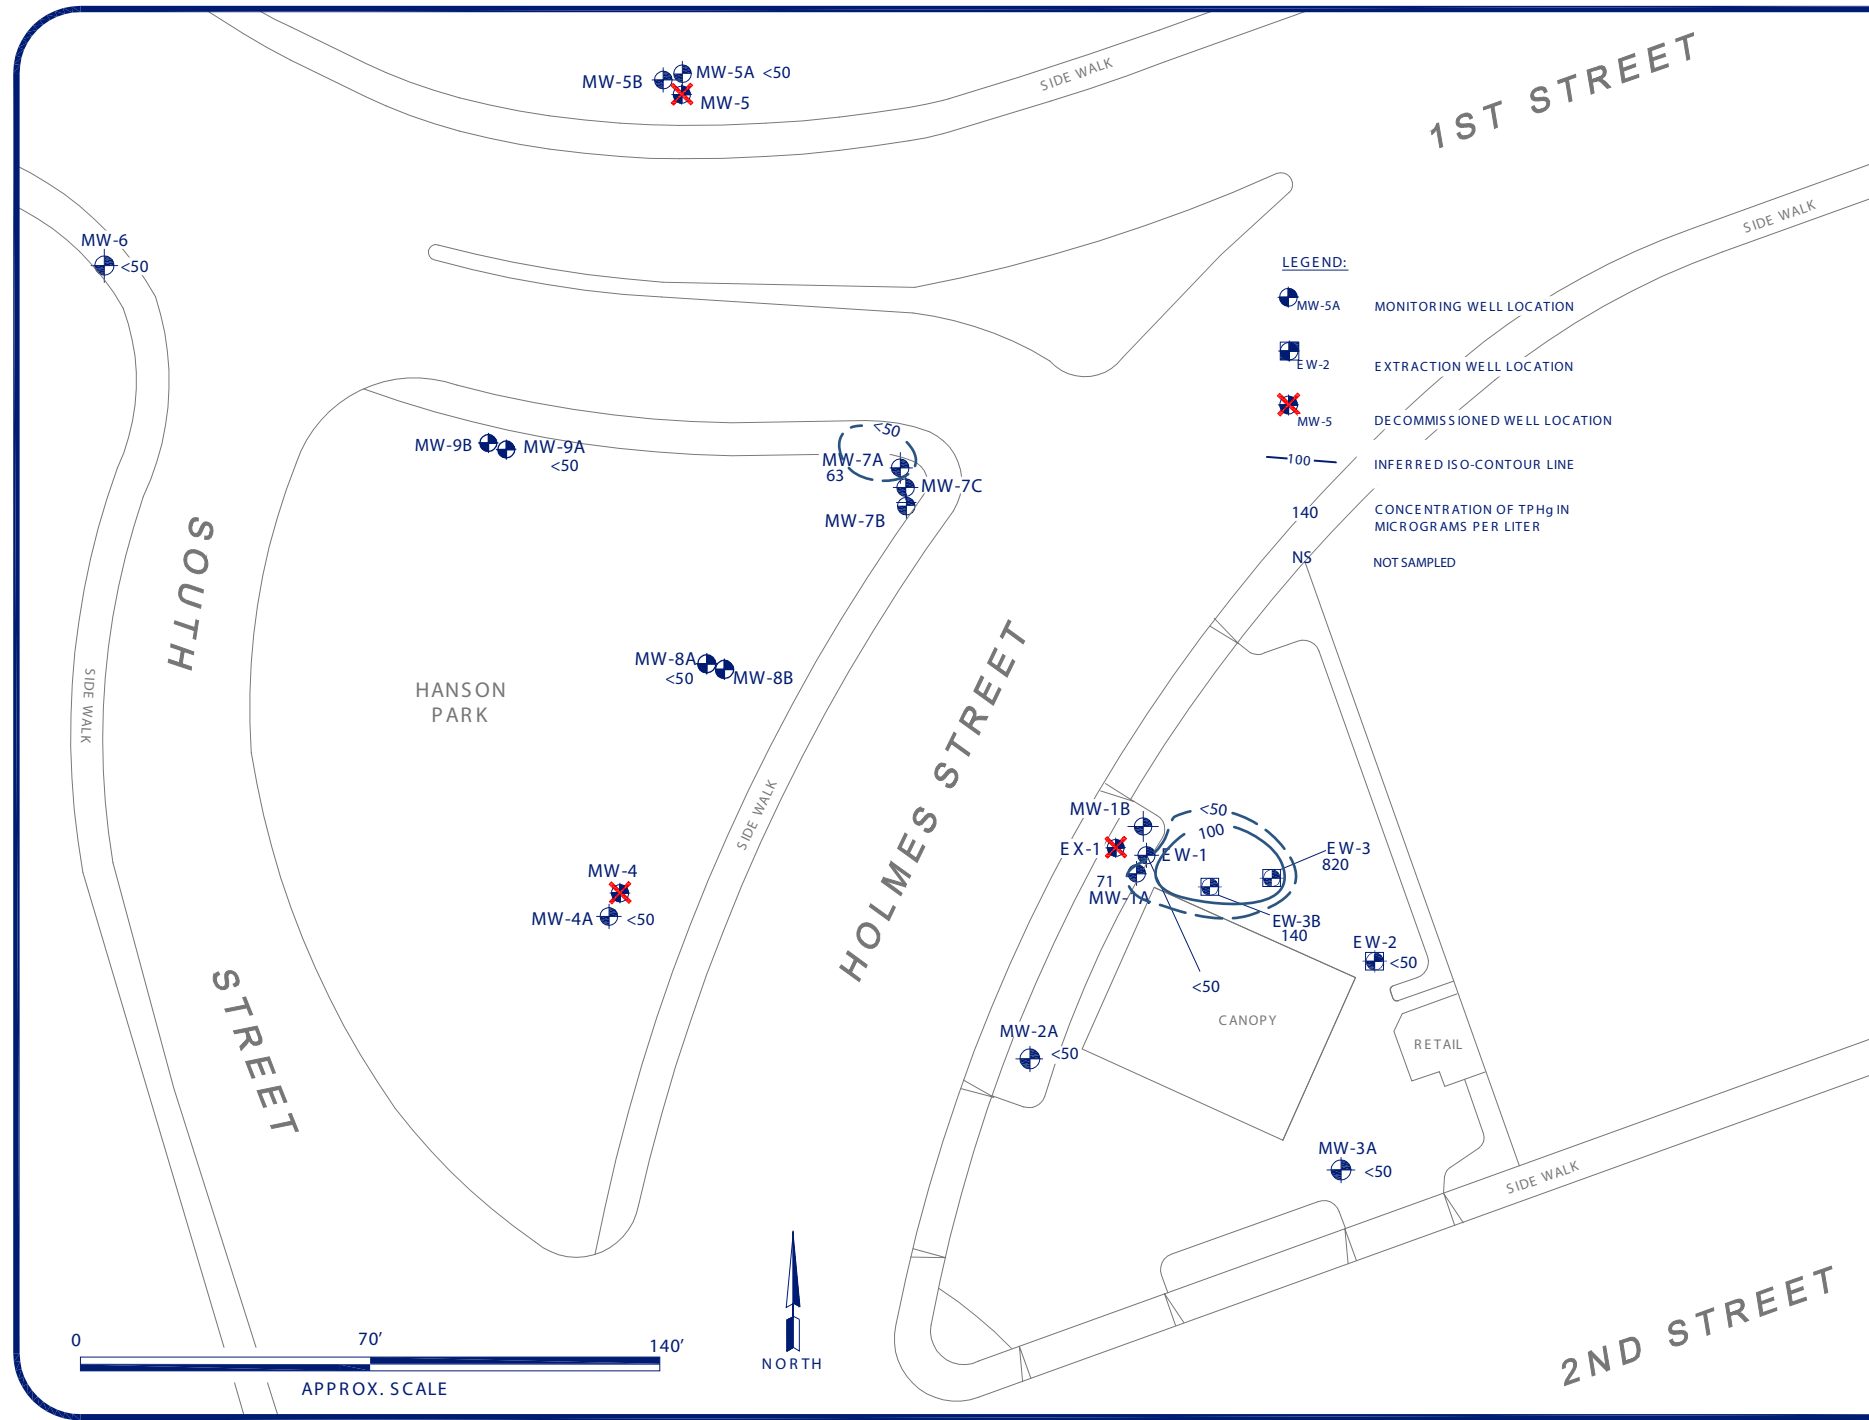 MW-5B
MW-5A <50
MW-5
SIDE WALK
1ST STREET
SIDE WALK
MW-6
<50
LEGEND:
MW-5A MONITORING WELL LOCATION
EW-2 EXTRACTION WELL LOCATION
MW-5 DECOMMISSIONED WELL LOCATION
100 INFERRED ISO-CONTOUR LINE
140 CONCENTRATION OF TPHg IN
MICROGRAMS PER LITER
NS NOT SAMPLED
MW-9B
MW-9A
<50
<50
MW-7A
63
MW-7C
MW-7B
SOUTH
STREET
SIDE WALK
HANSON
PARK
MW-8A
<50
MW-8B
HOLMES STREET
SIDE WALK
MW-4
MW-4A <50
MW-1B
<50
100
EX-1
EW-1
EW-3
820
71
MW-1A
EW-3B
140
EW-2
<50
<50
CANOPY
RETAIL
MW-2A
<50
MW-3A
<50
SIDE WALK
2ND STREET
0 70’ 140’
APPROX. SCALE
NORTH